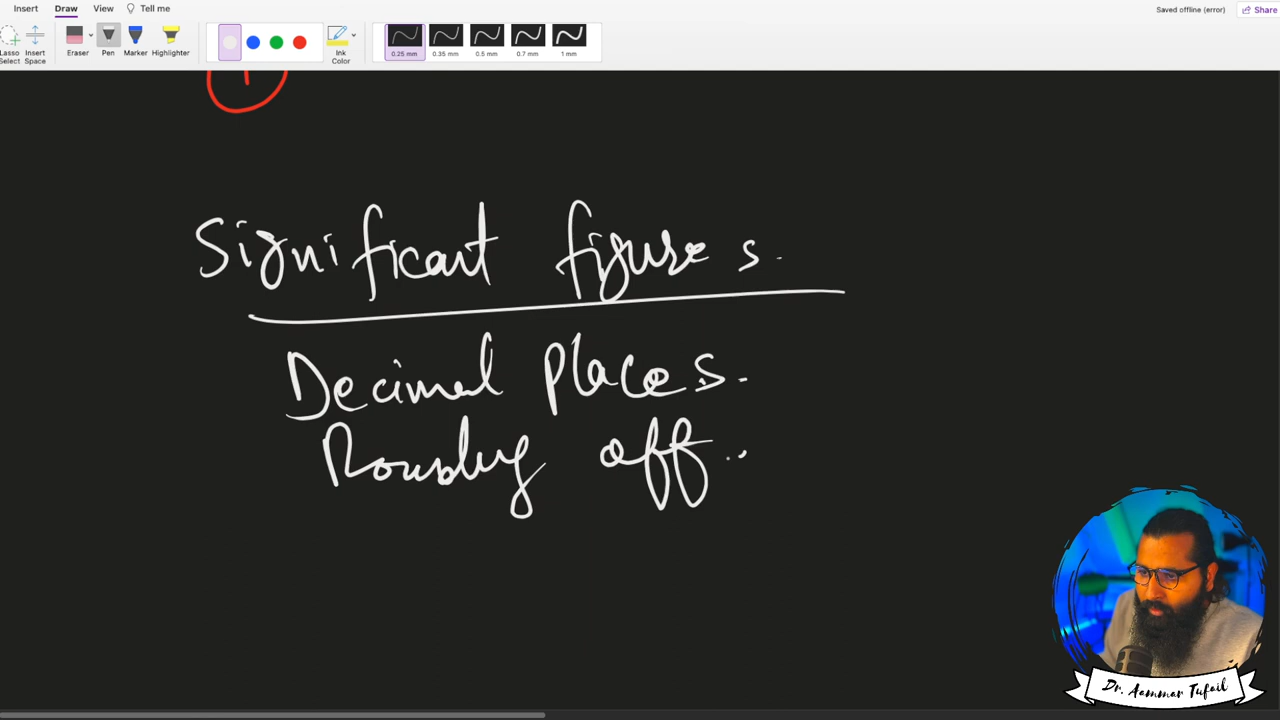 Insert Draw View Tell me Saved offline (error) Share
Lasso Select Insert Space Eraser Pen Marker Highlighter Ink Color 0.25 mm 0.35 mm 0.5 mm 0.7 mm 1 mm
1
Significant figures.
Decimal places.
Rounding off..
Dr. Aammar Tufail